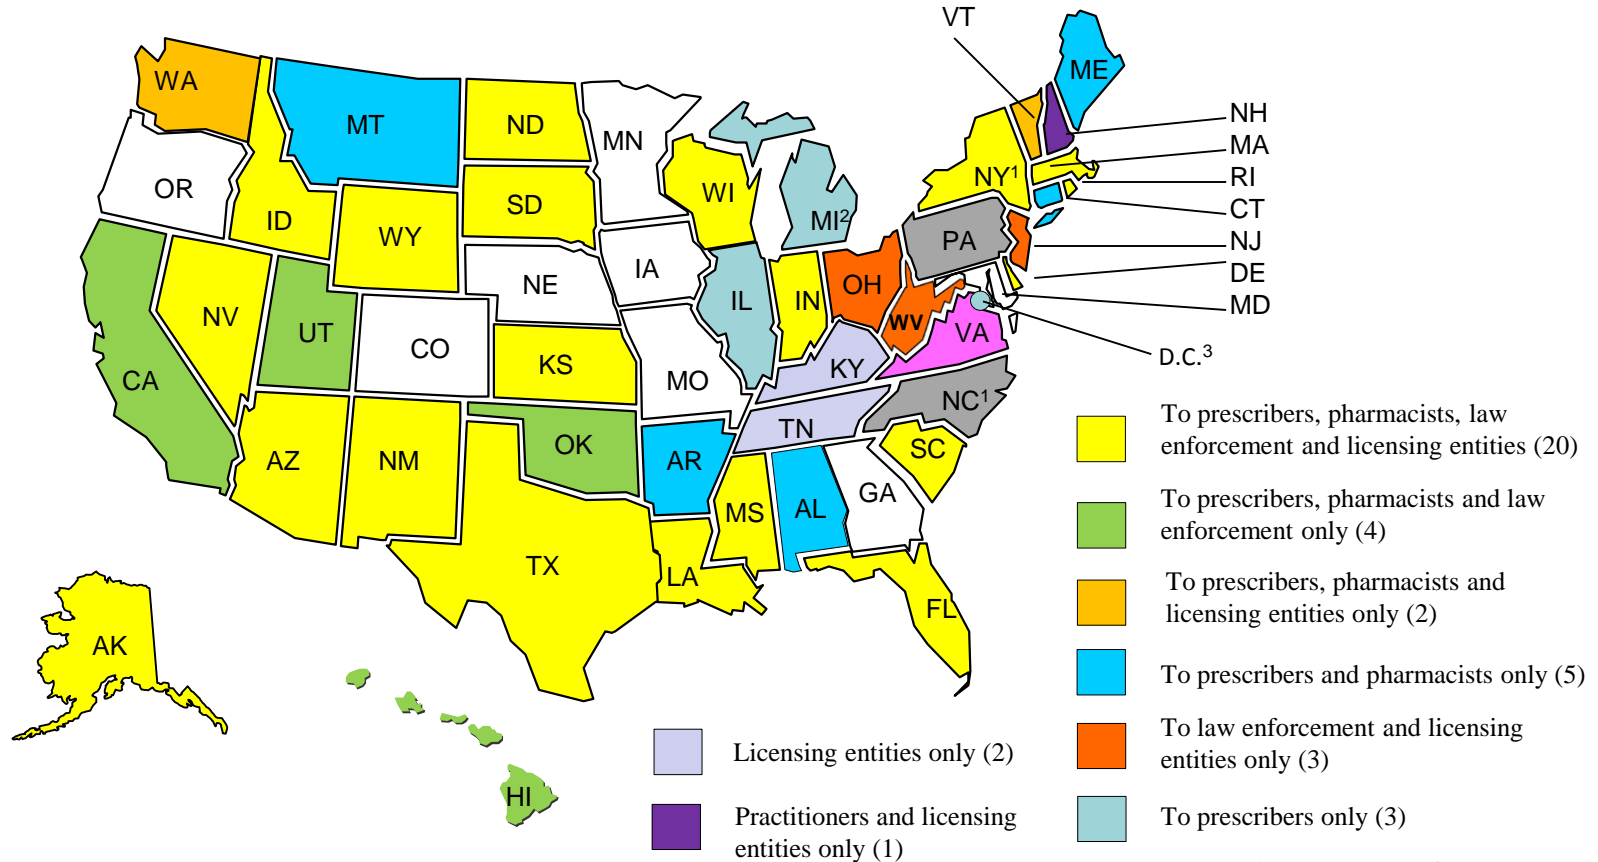 VT
WA
ME
MT
ND
MN
NH
MA
OR
ID
SD
WI
MI²
NY¹
RI
CT
WY
PA
NJ
IA
DE
NE
OH
NV
IL
IN
MD
UT
CO
WV
VA
D.C.³
CA
KS
MO
KY
NC¹
To prescribers, pharmacists, law
enforcement and licensing entities (20)
AZ
NM
OK
AR
TN
SC
MS
AL
GA
To prescribers, pharmacists and law
enforcement only (4)
TX
LA
To prescribers, pharmacists and
licensing entities only (2)
FL
AK
To prescribers and pharmacists only (5)
HI
Licensing entities only (2)
To law enforcement and licensing
entities only (3)
Practitioners and licensing
entities only (1)
To prescribers only (3)